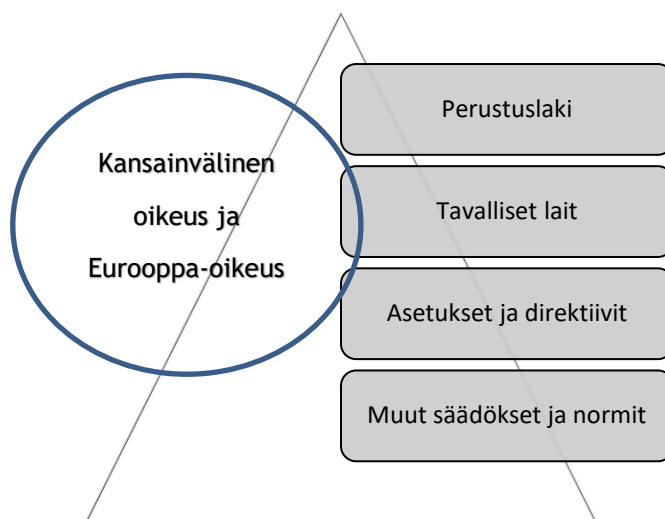 Kansainvälinen
oikeus ja
Eurooppa-oikeus
Perustuslaki
Tavalliset lait
Asetukset ja direktiivit
Muut säädökset ja normit